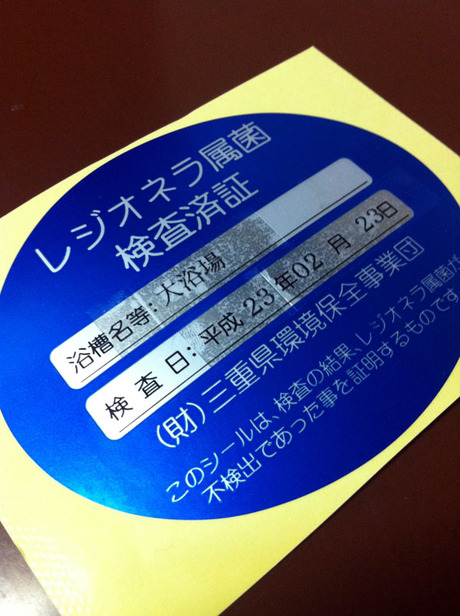 レジオネラ属菌
検査済証
浴槽名等:大浴場
検査日:平成23年02月23日
(財)三重県環境保全事業団
このシールは、検査の結果、レジオネラ属菌が
不検出であった事を証明するものです